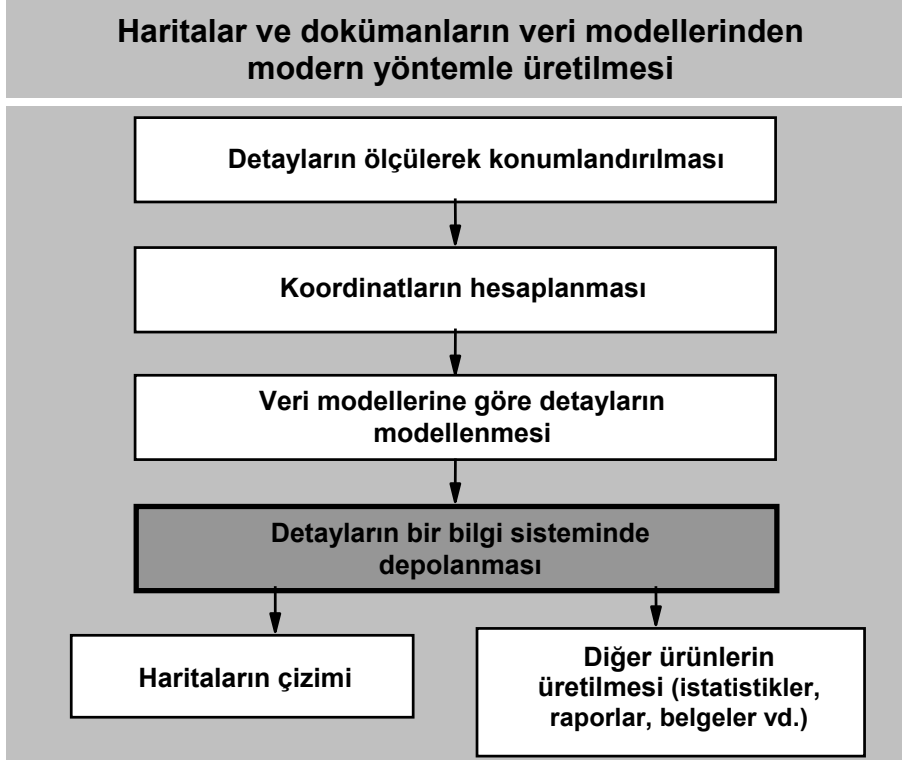 Haritalar ve dokümanların veri modellerinden
modern yöntemle üretilmesi
Detayların ölçülerek konumlandırılması
Koordinatların hesaplanması
Veri modellerine göre detayların
modellenmesi
Detayların bir bilgi sisteminde
depolanması
Haritaların çizimi
Diğer ürünlerin
üretilmesi (istatistikler,
raporlar, belgeler vd.)